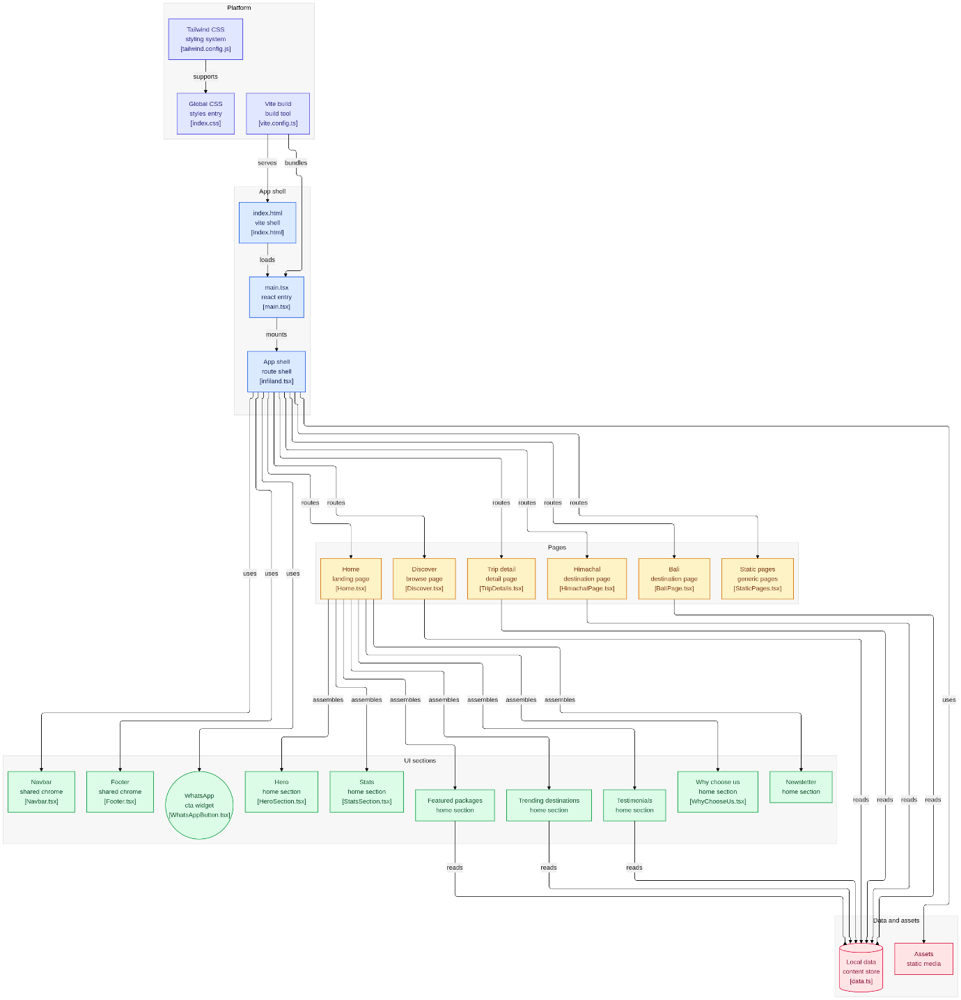 Platform
Tailwind CSS
styling system
[tailwind.config.js]
supports
Global CSS
styles entry
[index.css]
Vite build
build tool
[vite.config.ts]
serves
bundles
App shell
index.html
vite shell
[index.html]
loads
main.tsx
react entry
[main.tsx]
mounts
App shell
route shell
[infiland.tsx]
routes
routes
routes
routes
routes
routes
Pages
Home
landing page
[Home.tsx]
Discover
browse page
[Discover.tsx]
Trip detail
detail page
[TripDetails.tsx]
Himachal
destination page
[HimachalPage.tsx]
Bali
destination page
[BaliPage.tsx]
Static pages
generic pages
[StaticPages.tsx]
uses
uses
uses
assembles
assembles
assembles
assembles
assembles
assembles
assembles
uses
reads
reads
reads
reads
UI sections
Navbar
shared chrome
[Navbar.tsx]
Footer
shared chrome
[Footer.tsx]
WhatsApp
cta widget
[WhatsAppButton.tsx]
Hero
home section
[HeroSection.tsx]
Stats
home section
[StatsSection.tsx]
Featured packages
home section
Trending destinations
home section
Testimonials
home section
Why choose us
home section
[WhyChooseUs.tsx]
Newsletter
home section
reads
reads
reads
Data and assets
Local data
content store
[data.ts]
Assets
static media